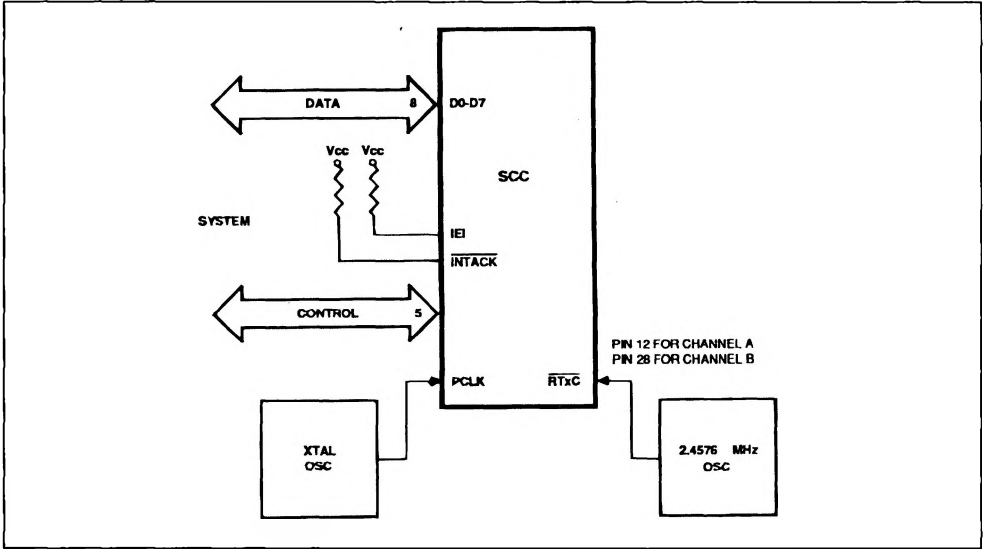 DATA 8 D0-D7
Vcc Vcc
SCC
SYSTEM
IEI
INTACK
CONTROL 5
PIN 12 FOR CHANNEL A
PIN 28 FOR CHANNEL B
PCLK RTxC
XTAL
OSC
2.4576 MHz
OSC